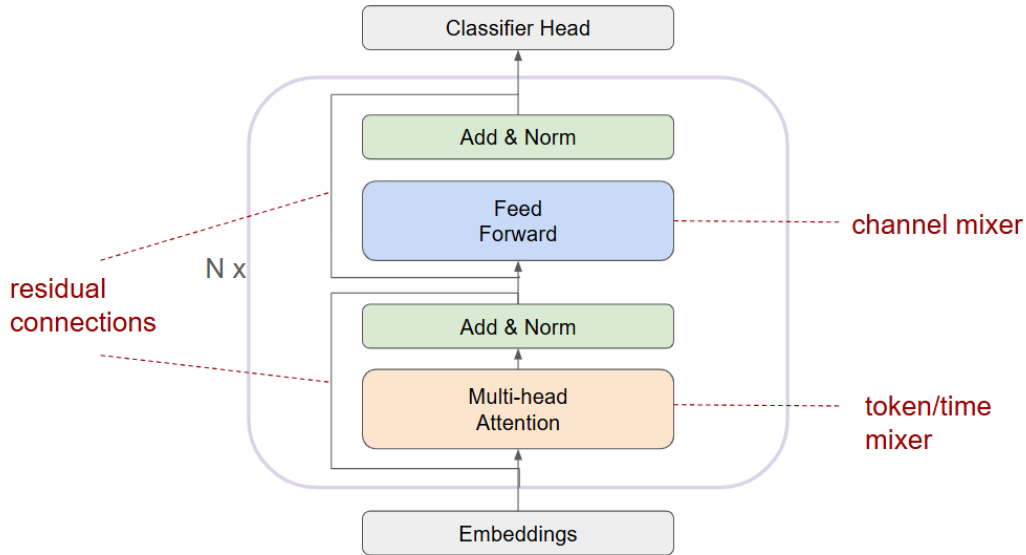 Classifier Head
Add & Norm
Feed
Forward
channel mixer
N x
residual
connections
Add & Norm
Multi-head
Attention
token/time
mixer
Embeddings